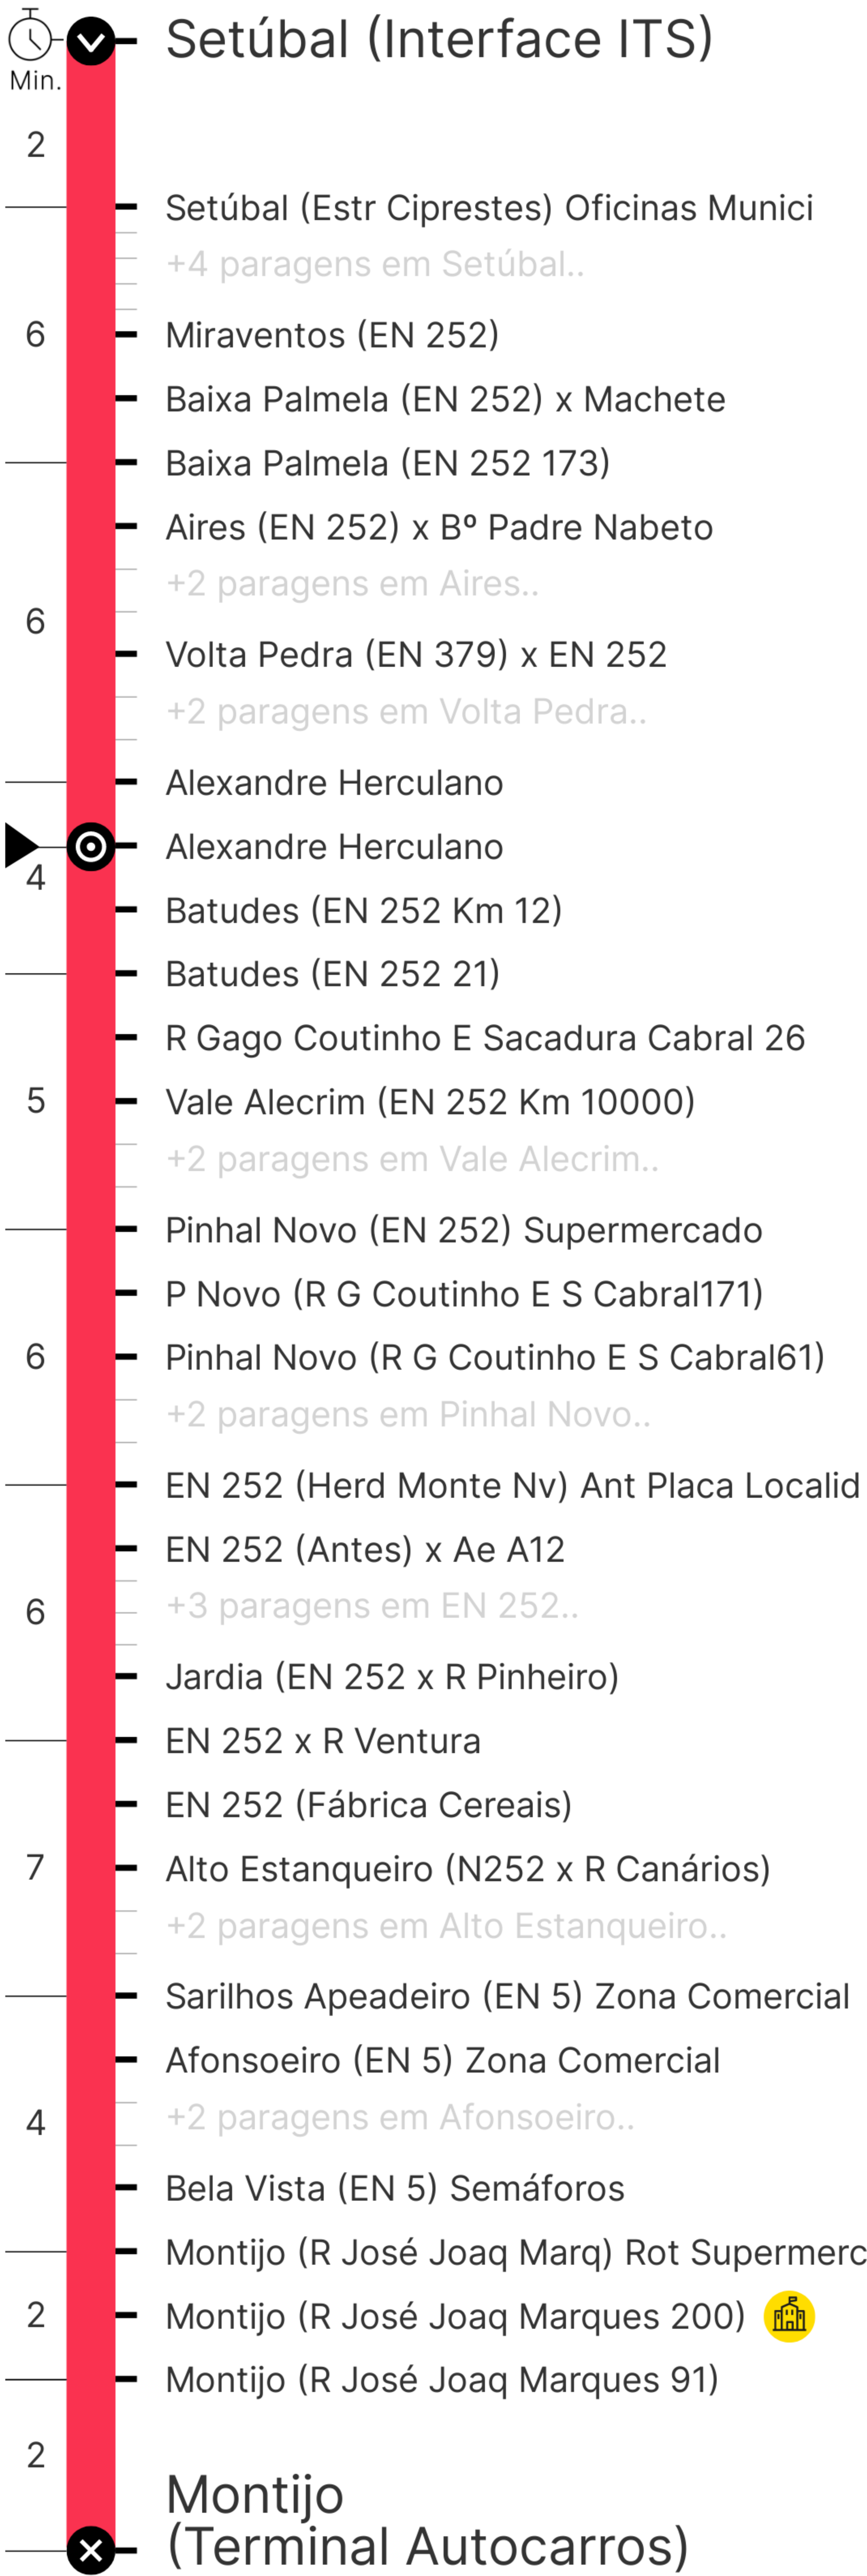 Setúbal (Interface ITS)
Min.
2
Setúbal (Estr Ciprestes) Oficinas Munici
+4 paragens em Setúbal..
6
Miraventos (EN 252)
Baixa Palmela (EN 252) x Machete
Baixa Palmela (EN 252 173)
Aires (EN 252) x Bº Padre Nabeto
+2 paragens em Aires..
6
Volta Pedra (EN 379) x EN 252
+2 paragens em Volta Pedra..
Alexandre Herculano
Alexandre Herculano
4
Batudes (EN 252 Km 12)
Batudes (EN 252 21)
R Gago Coutinho E Sacadura Cabral 26
5
Vale Alecrim (EN 252 Km 10000)
+2 paragens em Vale Alecrim..
Pinhal Novo (EN 252) Supermercado
P Novo (R G Coutinho E S Cabral171)
6
Pinhal Novo (R G Coutinho E S Cabral61)
+2 paragens em Pinhal Novo..
EN 252 (Herd Monte Nv) Ant Placa Localid
EN 252 (Antes) x Ae A12
6
+3 paragens em EN 252..
Jardia (EN 252 x R Pinheiro)
EN 252 x R Ventura
EN 252 (Fábrica Cereais)
7
Alto Estanqueiro (N252 x R Canários)
+2 paragens em Alto Estanqueiro..
Sarilhos Apeadeiro (EN 5) Zona Comercial
Afonsoeiro (EN 5) Zona Comercial
4
+2 paragens em Afonsoeiro..
Bela Vista (EN 5) Semáforos
Montijo (R José Joaq Marq) Rot Supermerc
2
Montijo (R José Joaq Marques 200)
Montijo (R José Joaq Marques 91)
2
Montijo
(Terminal Autocarros)